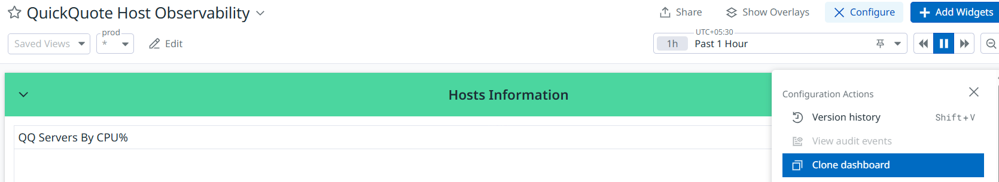 QuickQuote Host Observability
Share
Show Overlays
Configure
Add Widgets
Saved Views
prod
*
Edit
UTC+05:30
1h
Past 1 Hour
Hosts Information
QQ Servers By CPU%
Configuration Actions
Version history Shift+V
View audit events
Clone dashboard